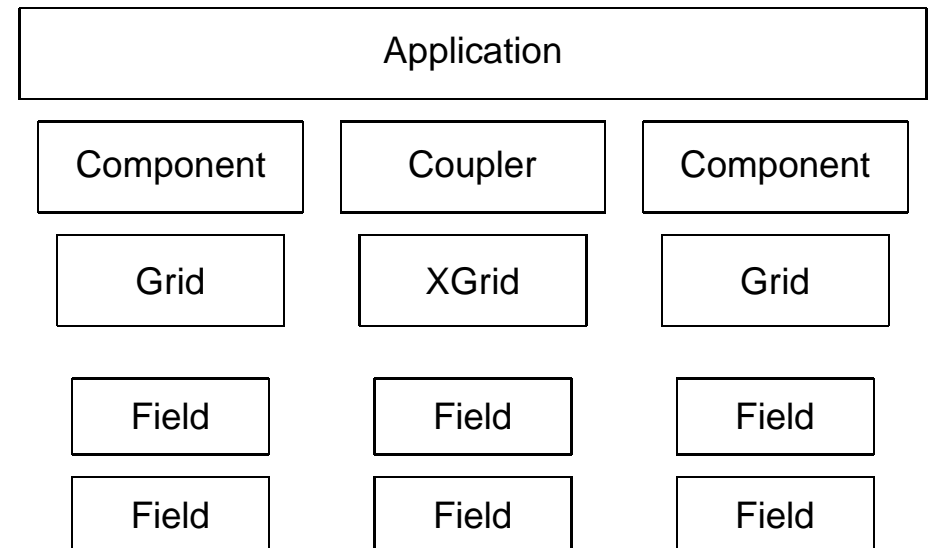 Application
Component Coupler Component
Grid XGrid Grid
Field Field Field
Field Field Field